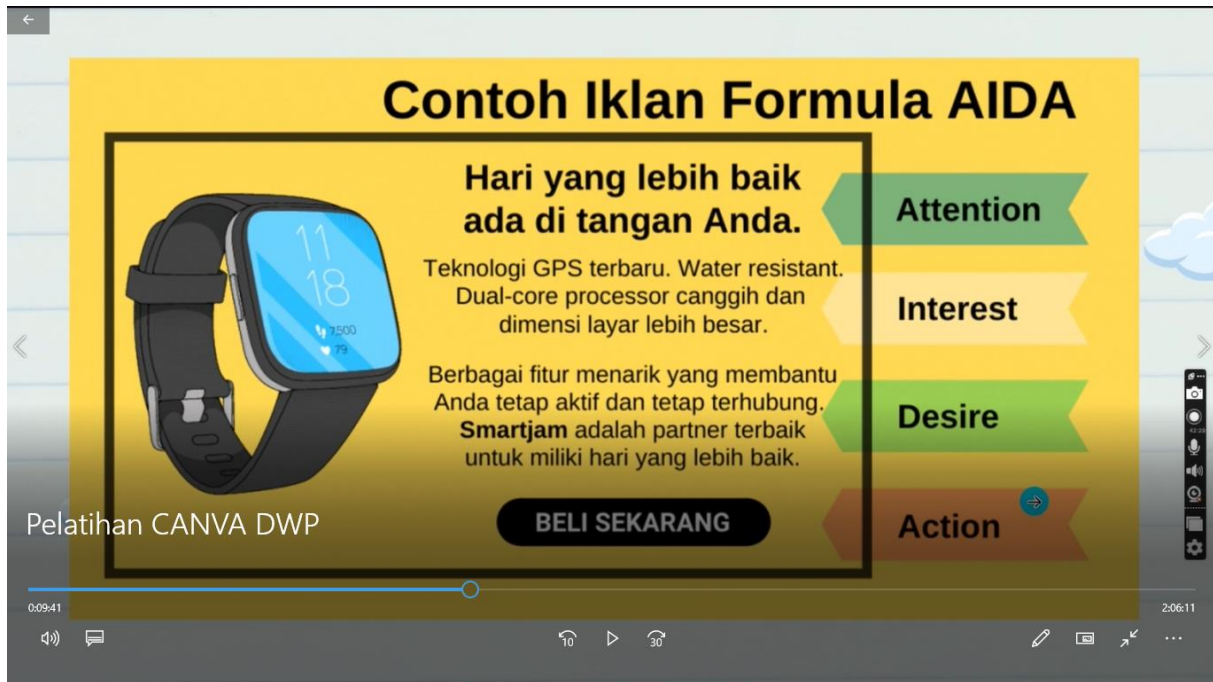 Contoh Iklan Formula AIDA
Hari yang lebih baik
ada di tangan Anda.
Attention
Teknologi GPS terbaru. Water resistant.
Dual-core processor canggih dan
dimensi layar lebih besar.
Interest
Berbagai fitur menarik yang membantu
Anda tetap aktif dan tetap terhubung.
Smartjam adalah partner terbaik
untuk miliki hari yang lebih baik.
Desire
BELI SEKARANG
Action
11
18
7,500
79
Pelatihan CANVA DWP
0:09:41
2:06:11
10
30